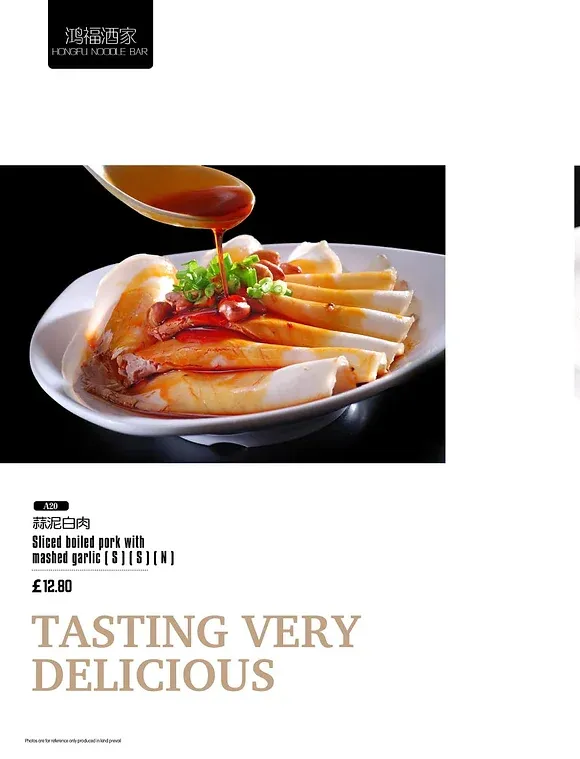 鸿福酒家
HONGFU NOODLE BAR
A20
蒜泥白肉
Sliced boiled pork with
mashed garlic ( S ) ( S ) ( N )
£12.80
TASTING VERY
DELICIOUS
Photos are for reference only produced in kind prevail